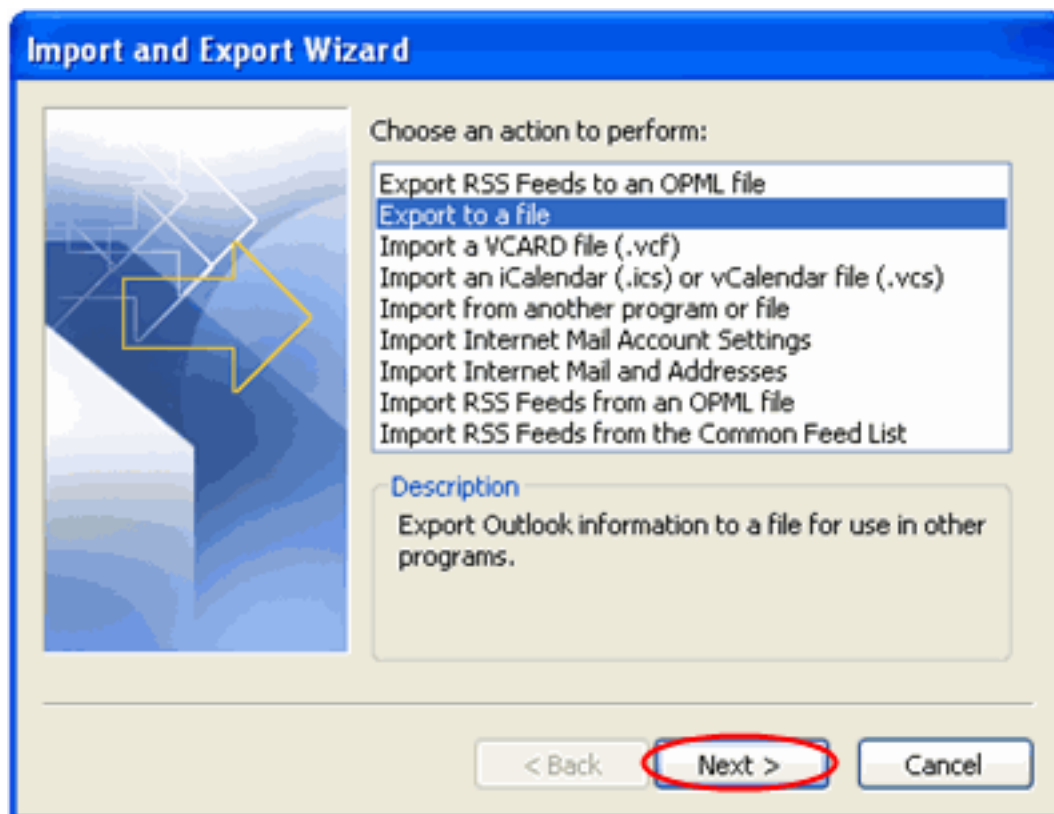 Import and Export Wizard
Choose an action to perform:
Export RSS Feeds to an OPML file
Export to a file
Import a VCARD file (.vcf)
Import an iCalendar (.ics) or vCalendar file (.vcs)
Import from another program or file
Import Internet Mail Account Settings
Import Internet Mail and Addresses
Import RSS Feeds from an OPML file
Import RSS Feeds from the Common Feed List
Description
Export Outlook information to a file for use in other
programs.
< Back
Next >
Cancel